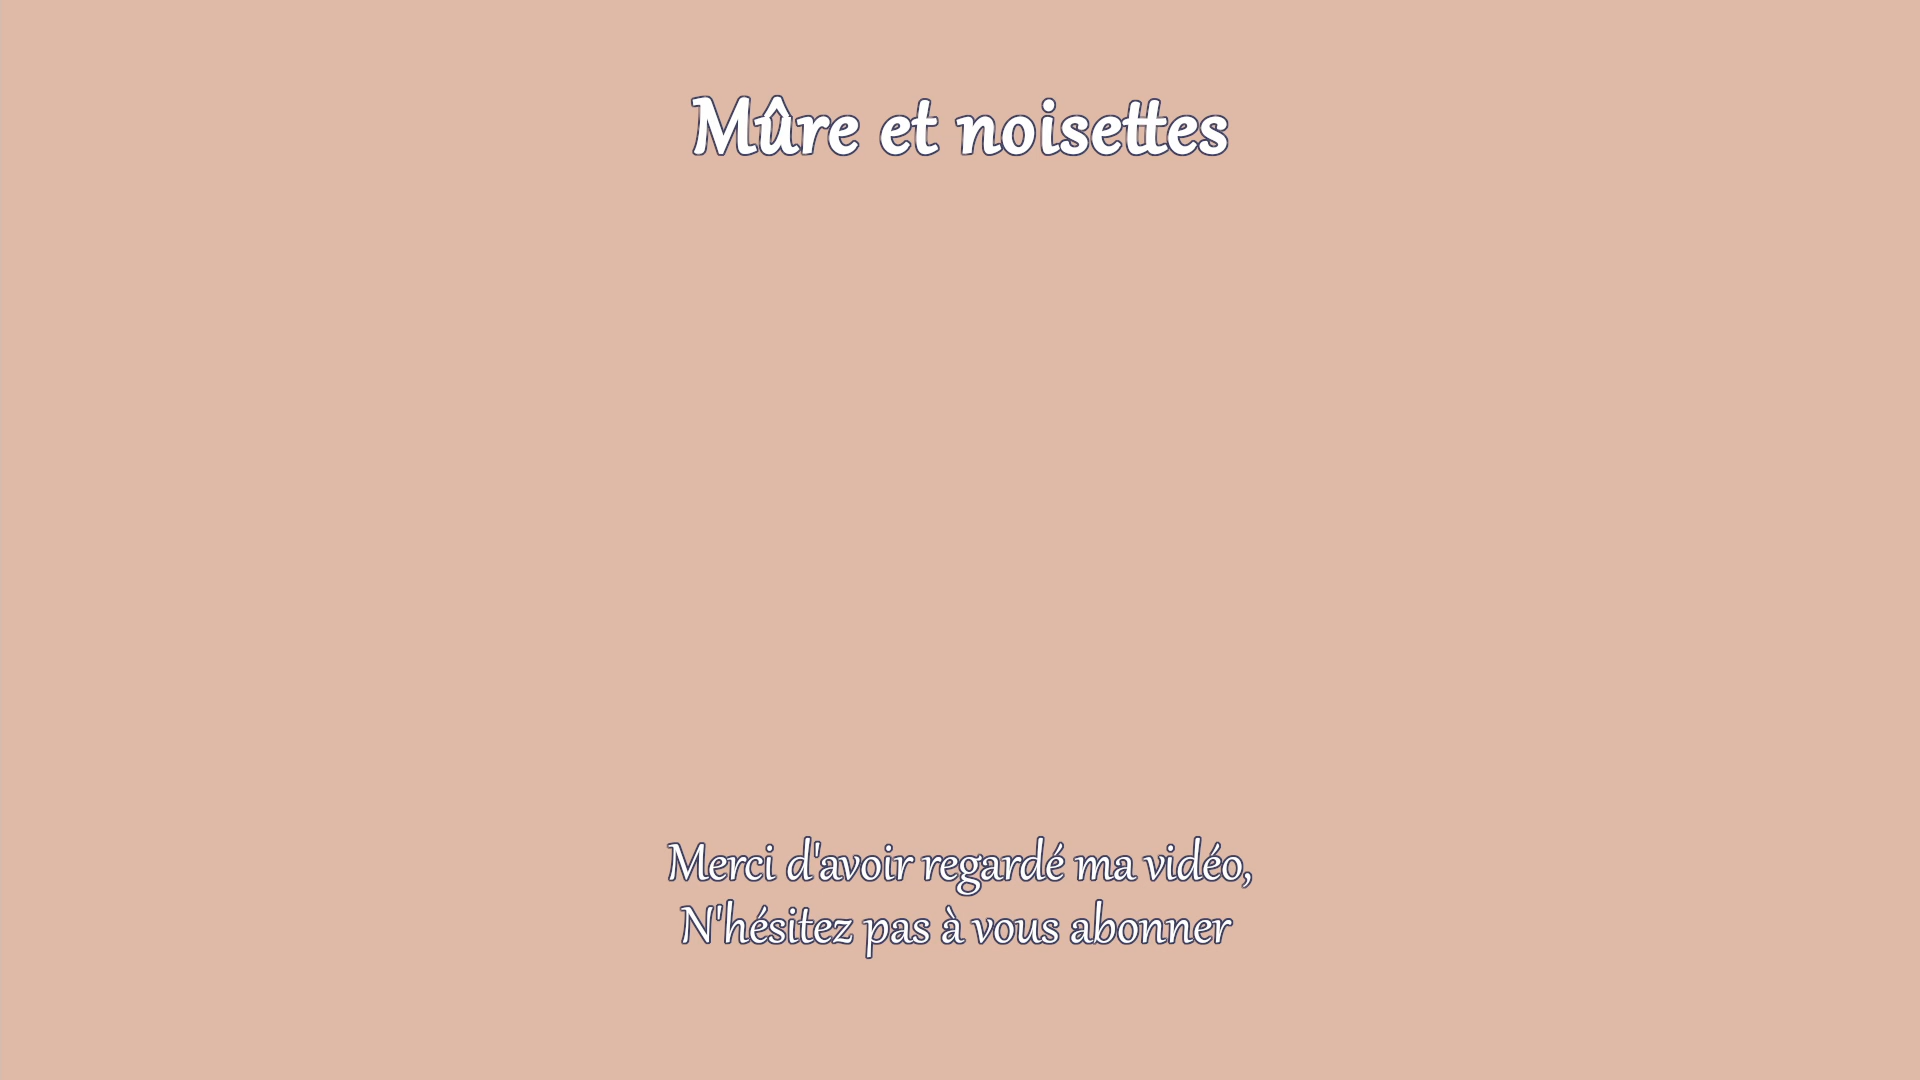 Mûre et noisettes
Merci d'avoir regardé ma vidéo,
N'hésitez pas à vous abonner